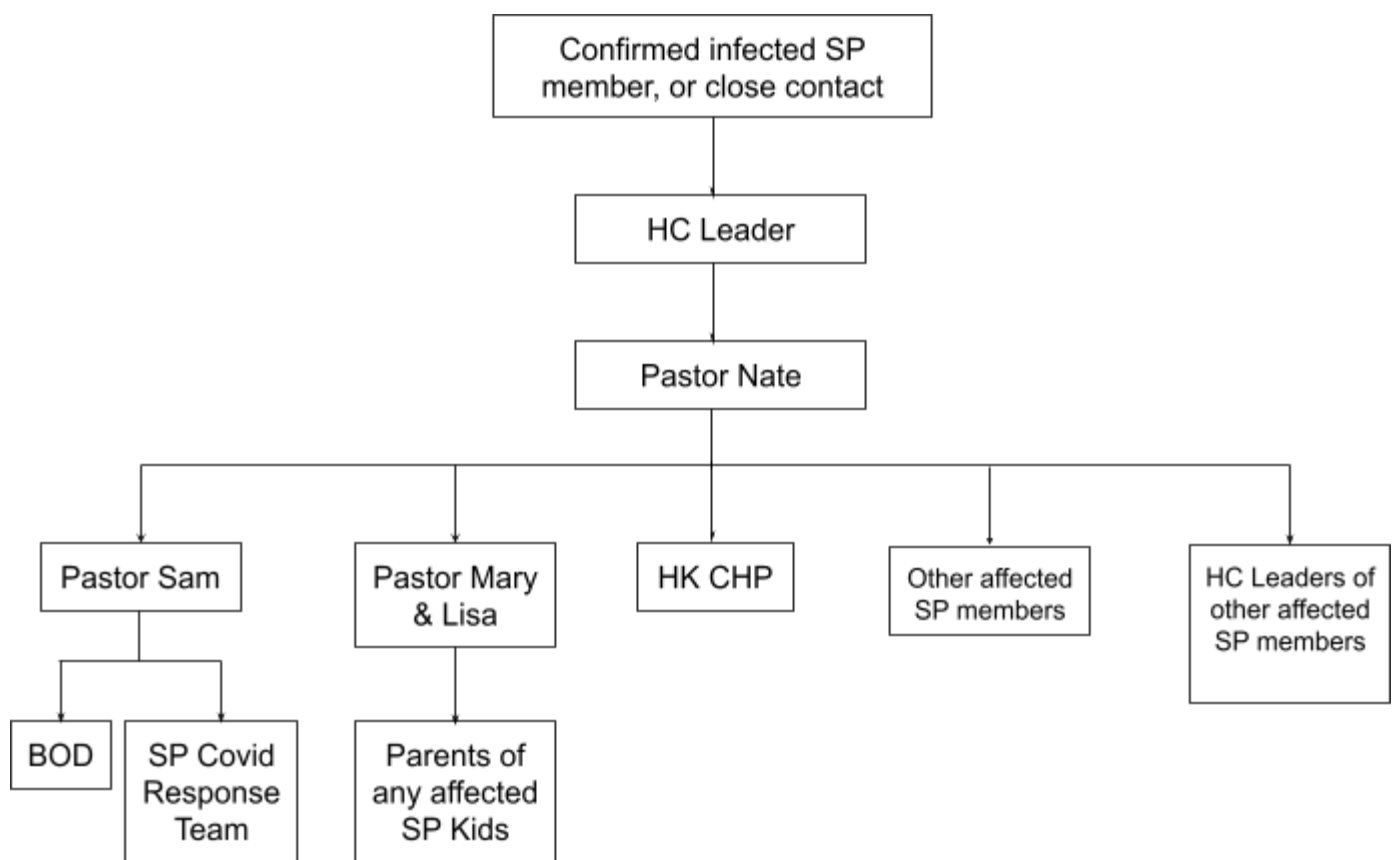 Confirmed infected SP
member, or close contact
HC Leader
Pastor Nate
Pastor Sam
Pastor Mary
& Lisa
HK CHP
Other affected
SP members
HC Leaders of
other affected
SP members
BOD
SP Covid
Response
Team
Parents of
any affected
SP Kids